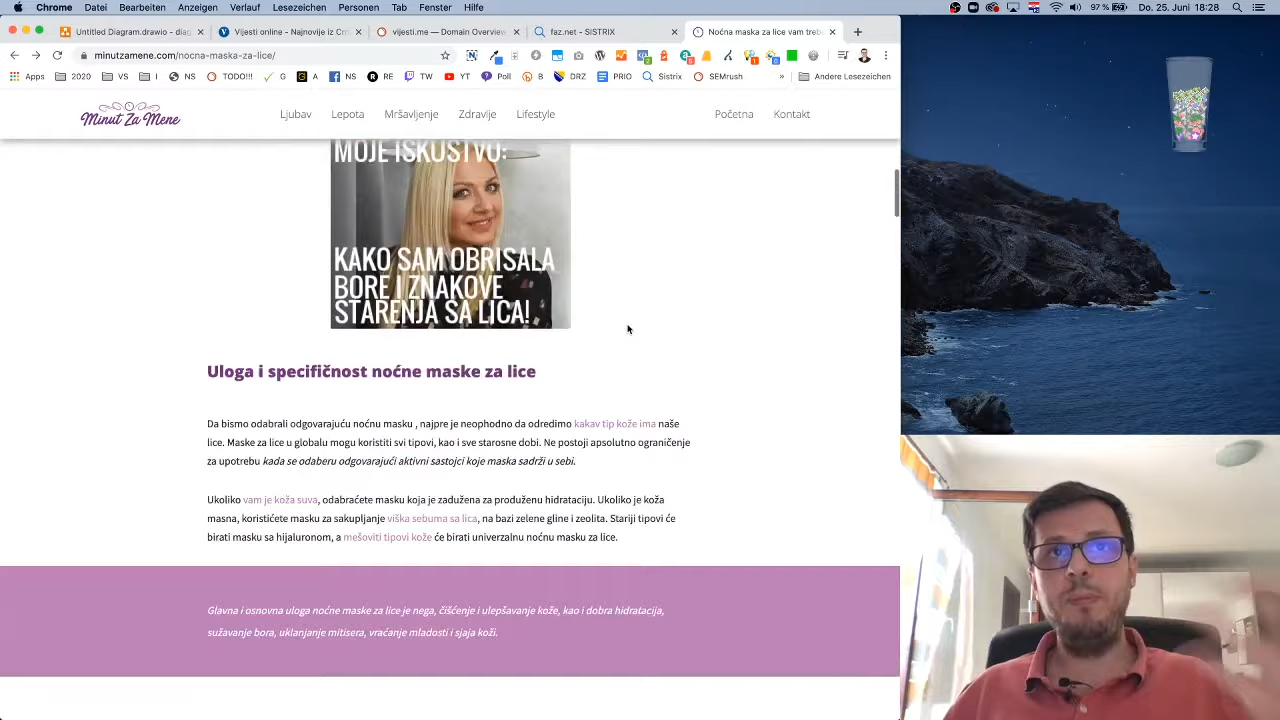 Chrome Datei Bearbeiten Anzeigen Verlauf Lesezeichen Personen Tab Fenster Hilfe 97% Do. 25. Juni 18:28
Untitled Diagram.drawio - diag Vijesti online - Najnovije iz Crn vijesti.me — Domain Overview faz.net - SISTRIX Noćna maska za lice vam trebu
minutzamene.com/nocna-maska-za-lice/
Apps 2020 VS I NS TODO!!! G A NS RE TW YT Poll B DRZ PRIO Sistrix SEMrush » Andere Lesezeichen
Minut Za Mene Ljubav Lepota Mršavljenje Zdravlje Lifestyle Početna Kontakt
MOJE ISKUSTVO:
KAKO SAM OBRISALA
BORE I ZNAKOVE
STARENJA SA LICA!
Uloga i specifičnost noćne maske za lice
Da bismo odabrali odgovarajuću noćnu masku , najpre je neophodno da odredimo kakav tip kože ima naše
lice. Maske za lice u globalu mogu koristiti svi tipovi, kao i sve starosne dobi. Ne postoji apsolutno ograničenje
za upotrebu kada se odaberu odgovarajući aktivni sastojci koje maska sadrži u sebi.
Ukoliko vam je koža suva, odabraćete masku koja je zadužena za produženu hidrataciju. Ukoliko je koža
masna, koristićete masku za sakupljanje viška sebuma sa lica, na bazi zelene gline i zeolita. Stariji tipovi će
birati masku sa hijaluronom, a mešoviti tipovi kože će birati univerzalnu noćnu masku za lice.
Glavna i osnovna uloga noćne maske za lice je nega, čišćenje i ulepšavanje kože, kao i dobra hidratacija,
sužavanje bora, uklanjanje mitisera, vraćanje mladosti i sjaja koži.